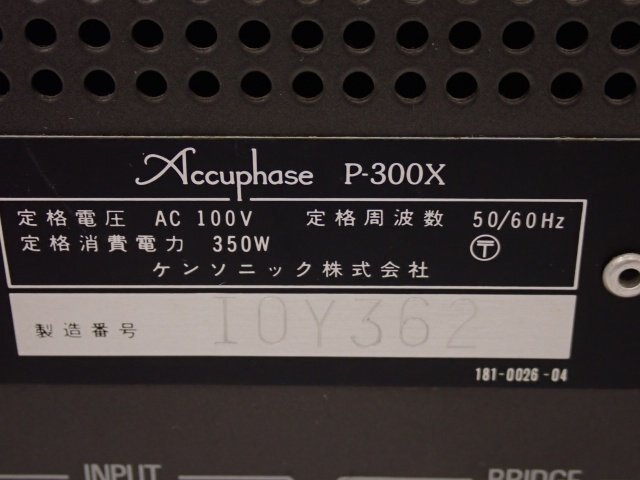 Accuphase P-300X
定格電圧 AC 100V 定格周波数 50/60Hz
定格消費電力 350W 〒
ケンソニック株式会社
製造番号 I0Y362
181-0026-04
INPUT BRIDGE